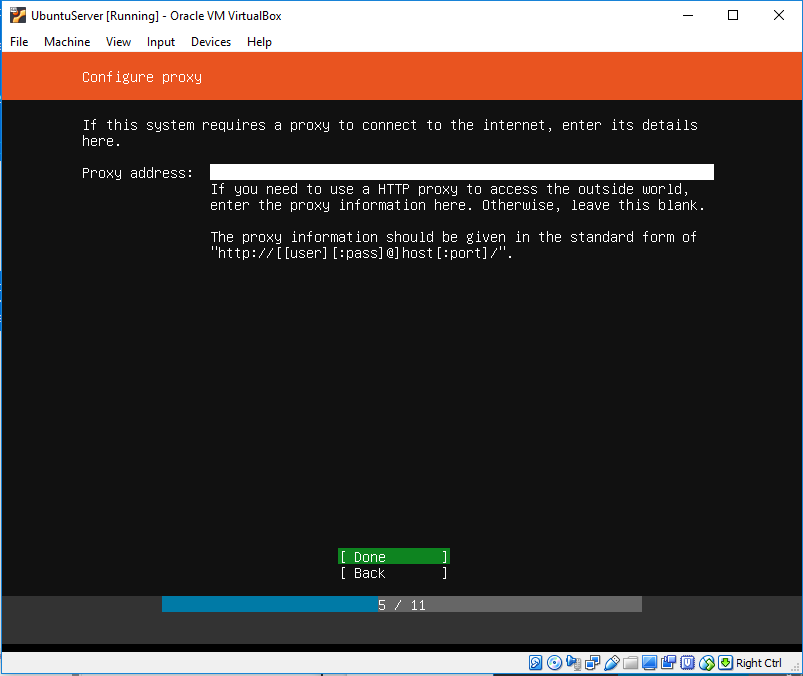 UbuntuServer [Running] - Oracle VM VirtualBox
File Machine View Input Devices Help
Configure proxy
If this system requires a proxy to connect to the internet, enter its details
here.
Proxy address:
If you need to use a HTTP proxy to access the outside world,
enter the proxy information here. Otherwise, leave this blank.
The proxy information should be given in the standard form of
"http://[[user][:pass]@]host[:port]/".
[ Done ]
[ Back ]
5 / 11
Right Ctrl